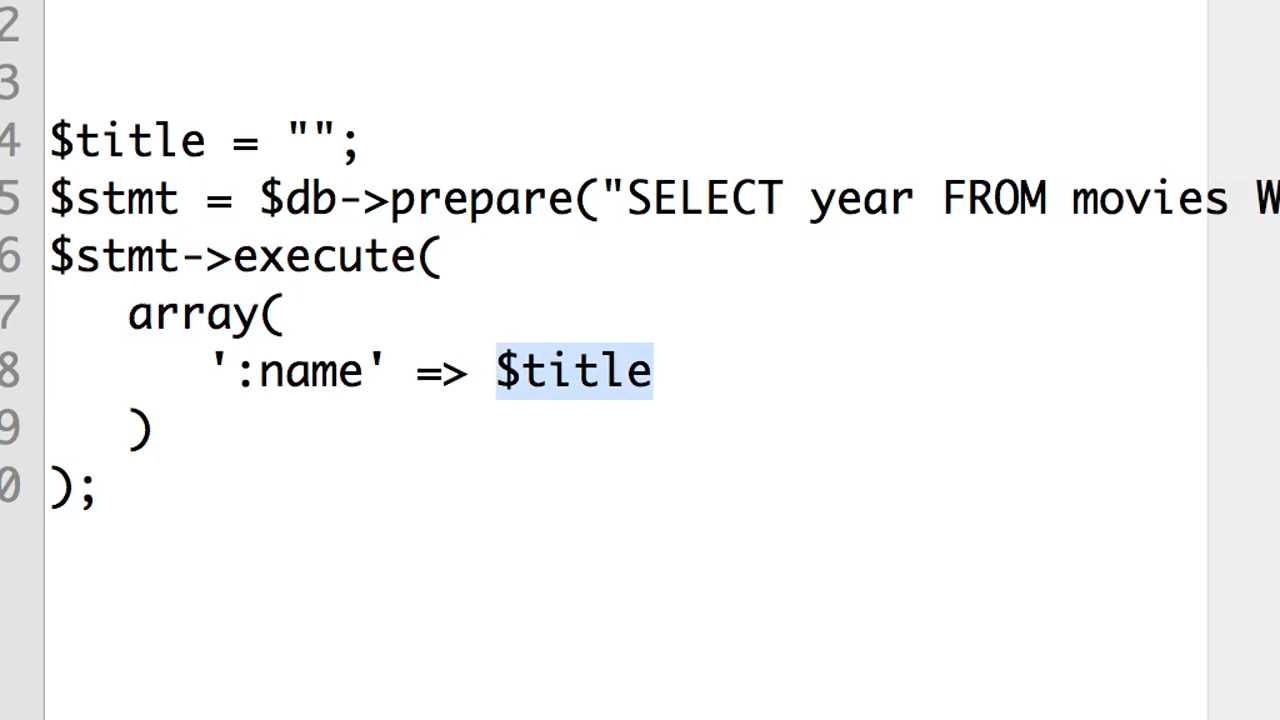 2
3
4 $title = "";
5 $stmt = $db->prepare("SELECT year FROM movies W
6 $stmt->execute(
7 array(
8 ':name' => $title
9 )
0 );